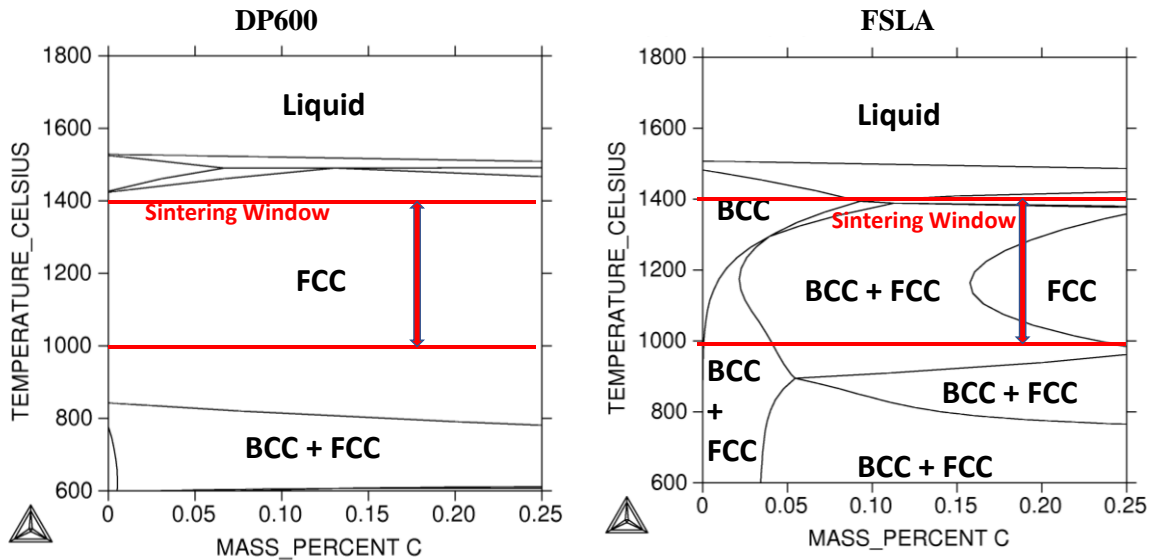 DP600
1800
1600
1400
1200
1000
800
600
TEMPERATURE_CELSIUS
Liquid
Sintering Window
FCC
BCC + FCC
0
0.05
0.10
0.15
0.20
0.25
MASS_PERCENT C
FSLA
1800
1600
1400
1200
1000
800
600
TEMPERATURE_CELSIUS
Liquid
BCC
Sintering Window
BCC + FCC
FCC
BCC
+
FCC
BCC + FCC
BCC + FCC
0
0.05
0.10
0.15
0.20
0.25
MASS_PERCENT C